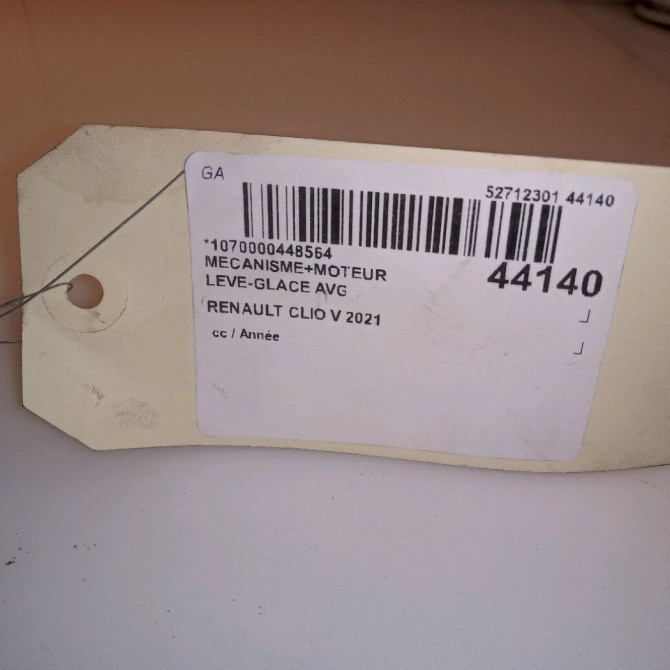 GA
52712301 44140
*1070000448564
MECANISME+MOTEUR
44140
LEVE-GLACE AVG
RENAULT CLIO V 2021
cc / Année